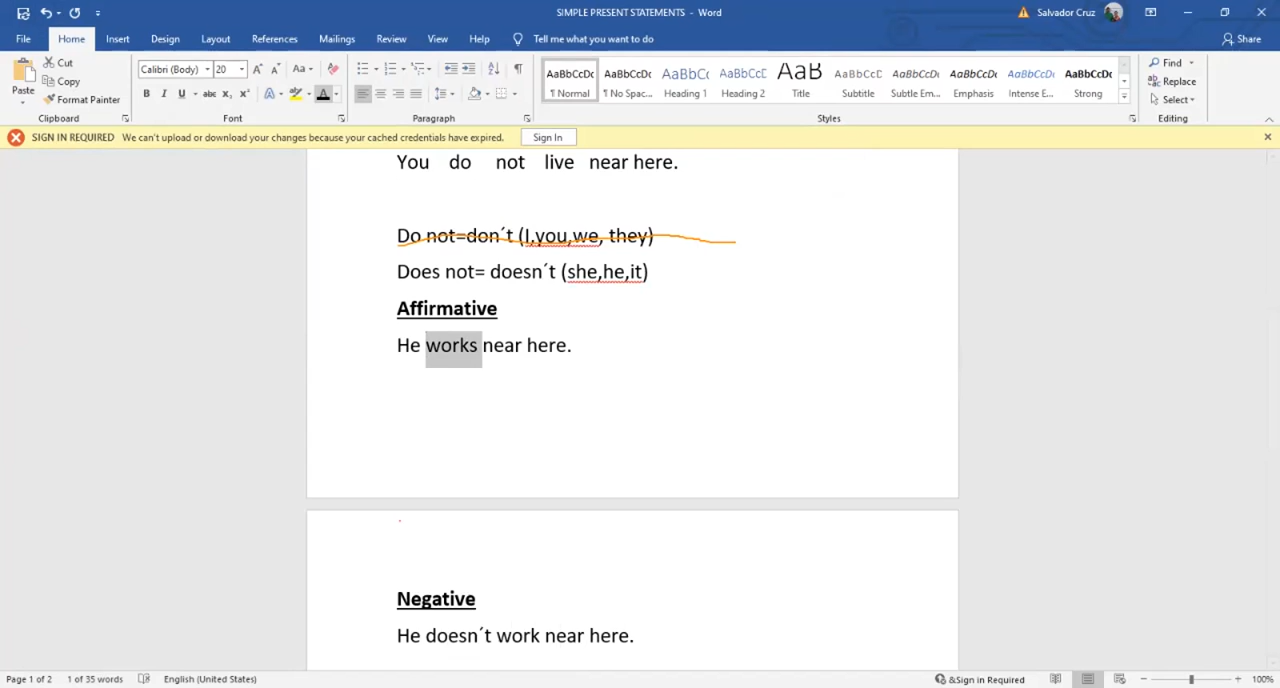 SIMPLE PRESENT STATEMENTS - Word
Salvador Cruz
File Home Insert Design Layout References Mailings Review View Help Tell me what you want to do Share
Paste
Cut
Copy
Format Painter
Clipboard
Calibri (Body) 20
Font
Paragraph
AaBbCcDc AaBbCcDc AaBbCc AaBbCcC AaB AaBbCcC AaBbCcDc AaBbCcDc AaBbCcDc AaBbCcDc
¶ Normal ¶ No Spac... Heading 1 Heading 2 Title Subtitle Subtle Em... Emphasis Intense E... Strong
Styles
Find
Replace
Select
Editing
SIGN IN REQUIRED We can't upload or download your changes because your cached credentials have expired. Sign In
You do not live near here.
Do not=don´t (I,you,we, they)
Does not= doesn´t (she,he,it)
Affirmative
He works near here.
Negative
He doesn´t work near here.
Page 1 of 2 1 of 35 words English (United States) &Sign in Required 100%